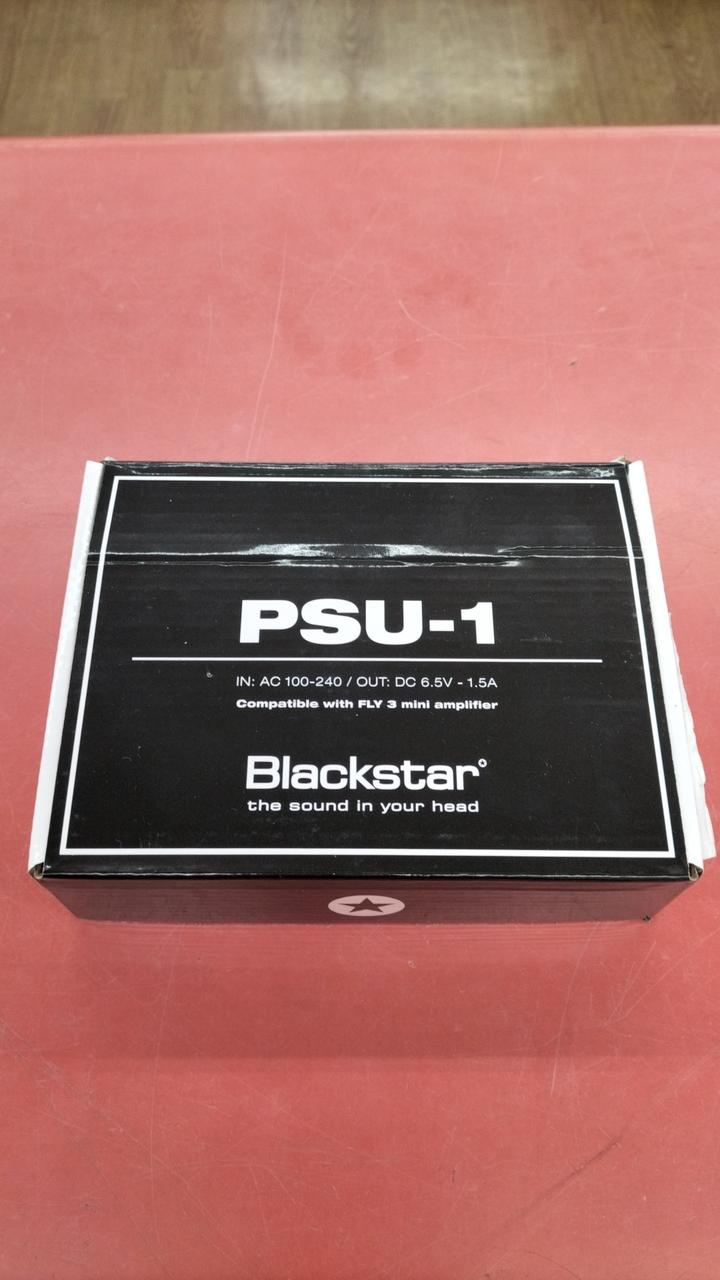 PSU-1
IN: AC 100-240 / OUT: DC 6.5V - 1.5A
Compatible with FLY 3 mini amplifier
Blackstar
the sound in your head